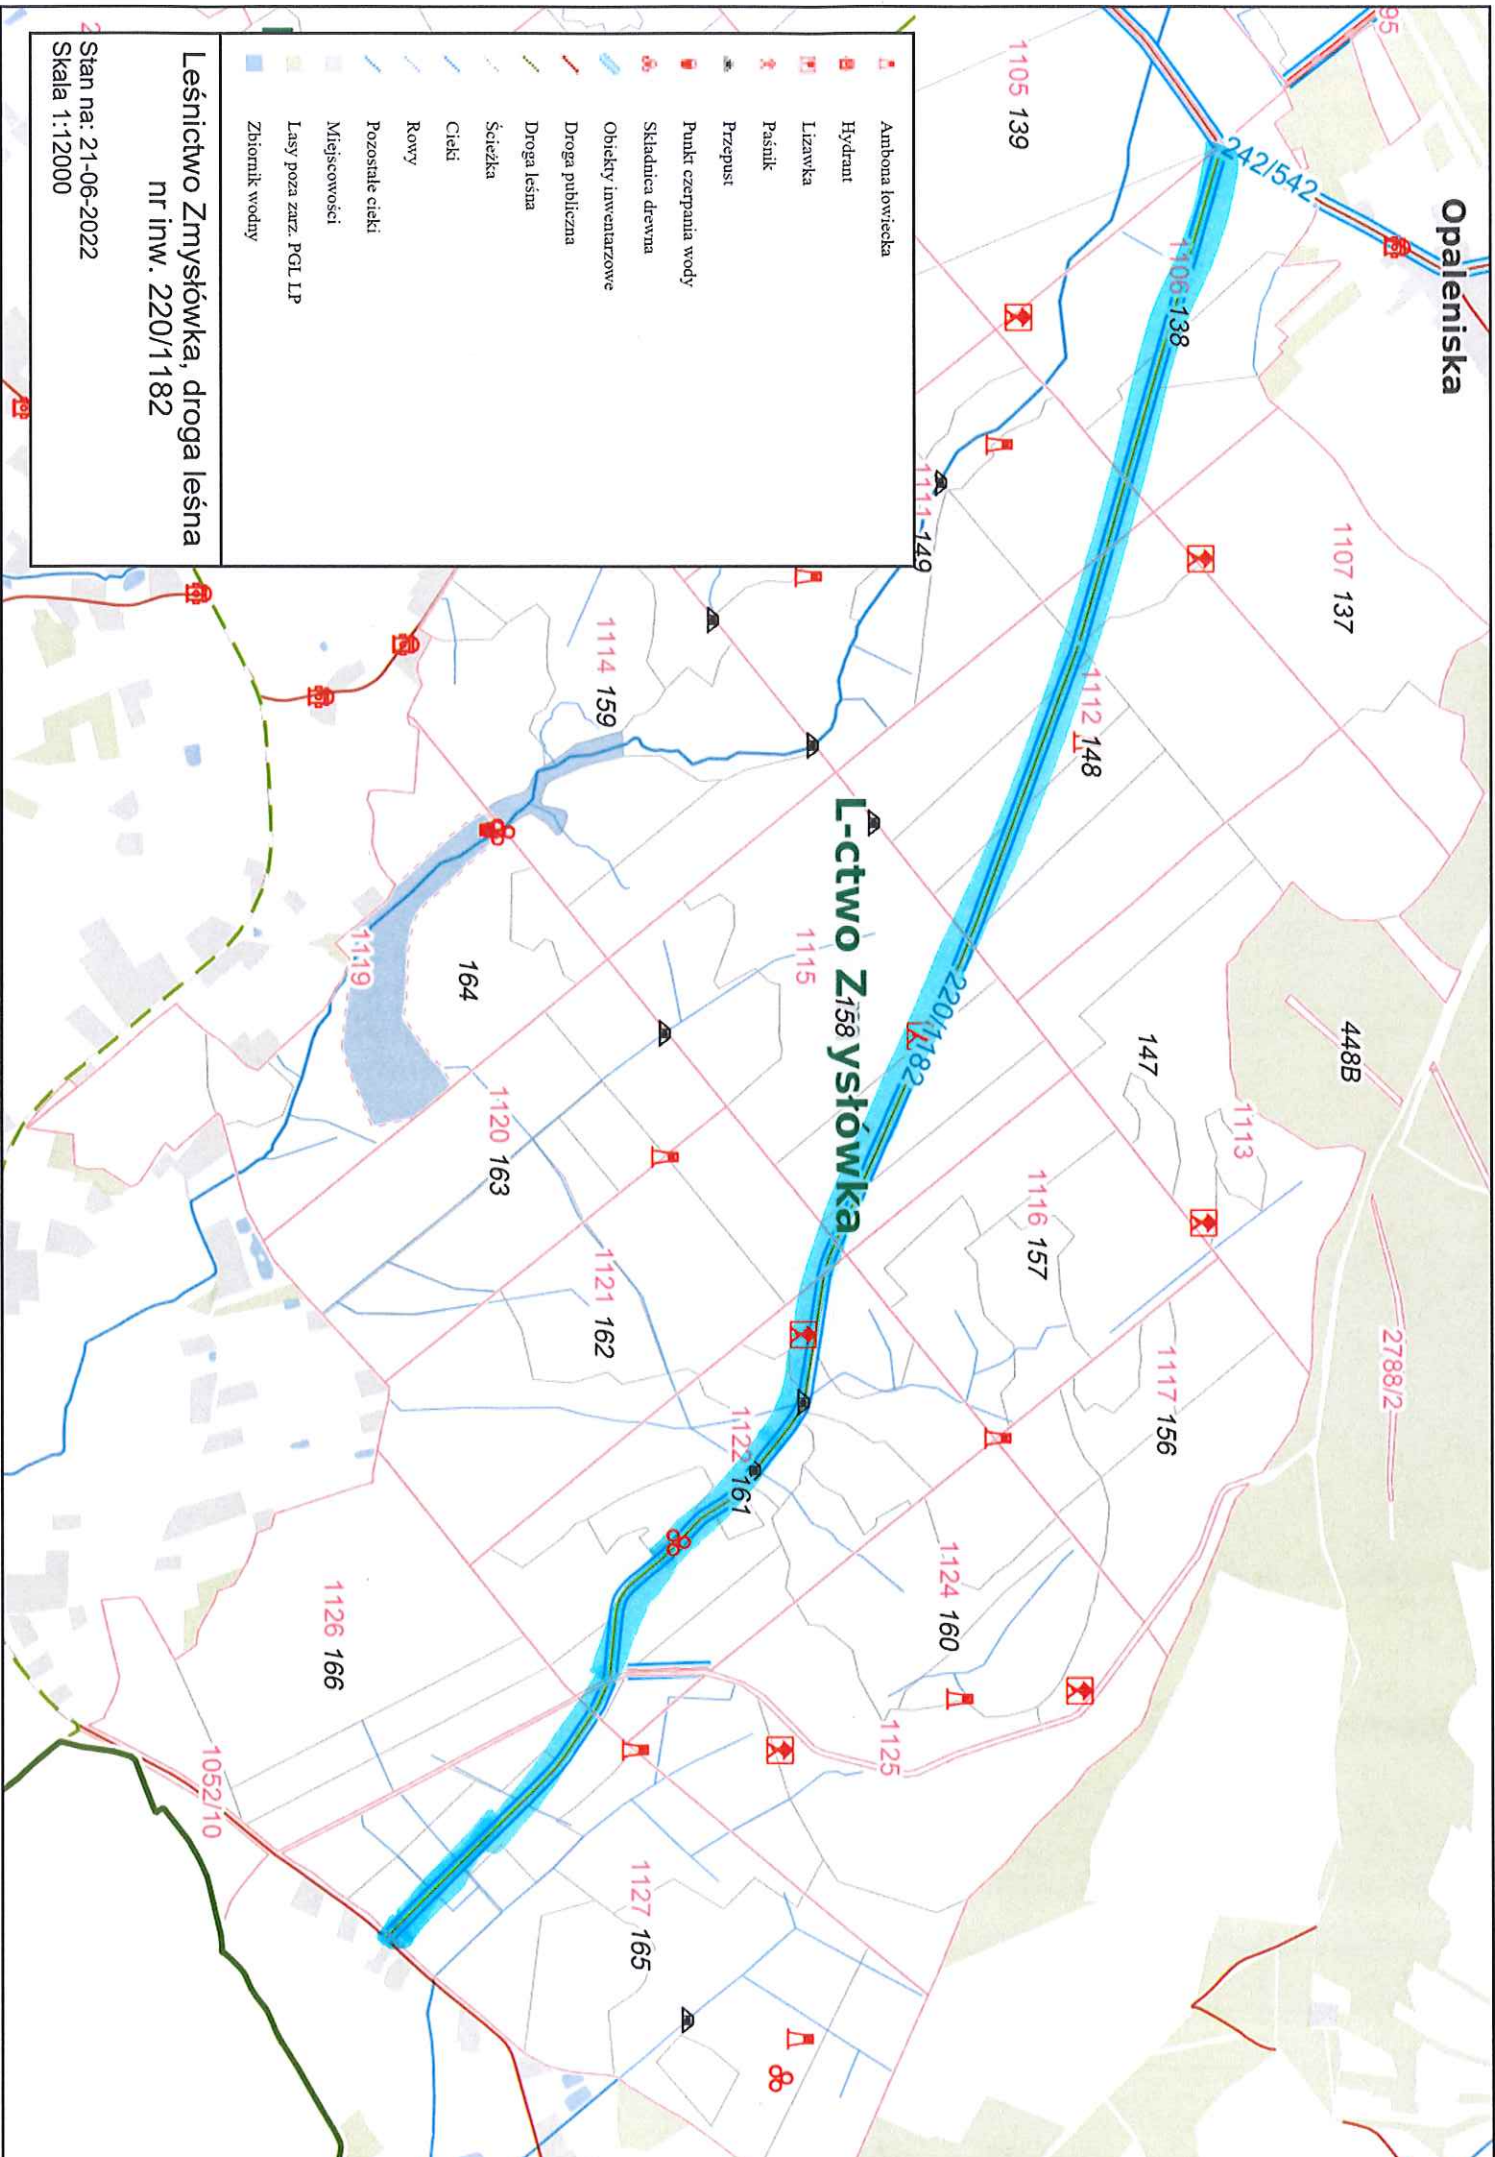 Opaleniska
95
242/542
1105 139
1106 138
1107 137
1111 149
1112 148
448B
147
1113
1114 159
L-ctwo Z ysłówka
158
1115
220/1182
1116 157
2788/2
1117 156
1119
164
1120 163
1121 162
1122 161
1124 160
1125
1126 166
1127 165
1052/10
Ambona łowiecka
Hydrant
Lizawka
Paśnik
Przepust
Punkt czerpania wody
Składnica drewna
Obiekty inwentarzowe
Droga publiczna
Droga leśna
Ścieżka
Cieki
Rowy
Pozostałe cieki
Miejscowości
Lasy poza zarz. PGL LP
Zbiornik wodny
Leśnictwo Zmysłówka, droga leśna
nr inw. 220/1182
Stan na: 21-06-2022
Skala 1:12000